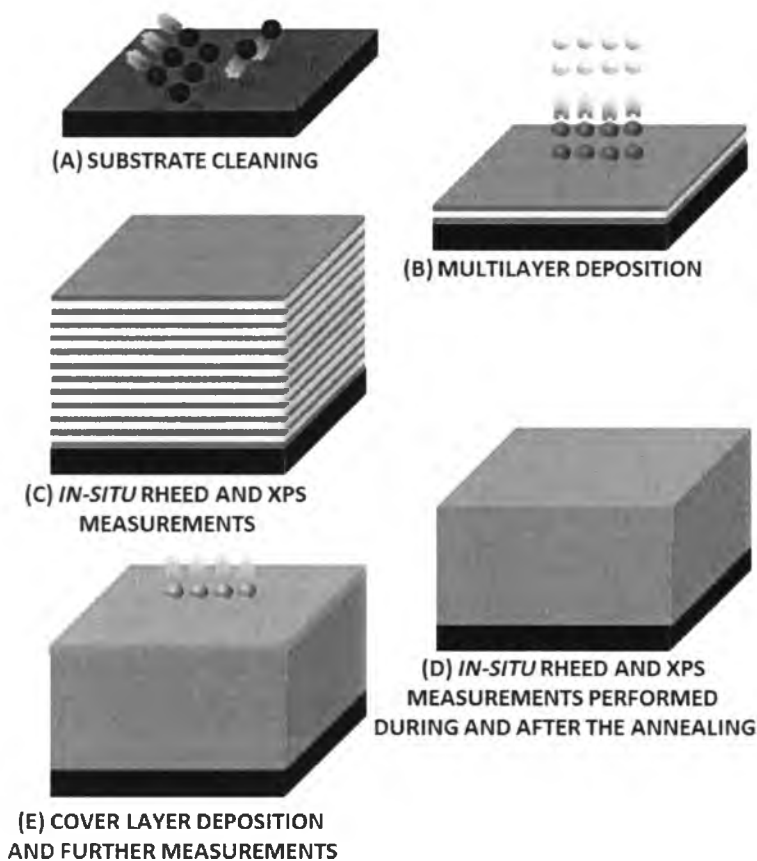 (A) SUBSTRATE CLEANING
(B) MULTILAYER DEPOSITION
(C) IN-SITU RHEED AND XPS
MEASUREMENTS
(D) IN-SITU RHEED AND XPS
MEASUREMENTS PERFORMED
DURING AND AFTER THE ANNEALING
(E) COVER LAYER DEPOSITION
AND FURTHER MEASUREMENTS